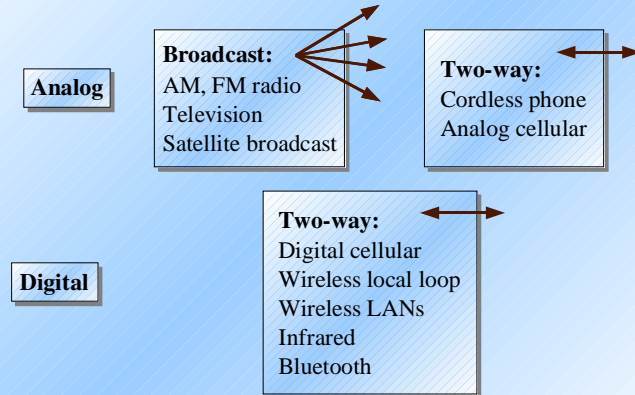 Analog
Broadcast:
AM, FM radio
Television
Satellite broadcast
Two-way:
Cordless phone
Analog cellular
Digital
Two-way:
Digital cellular
Wireless local loop
Wireless LANs
Infrared
Bluetooth